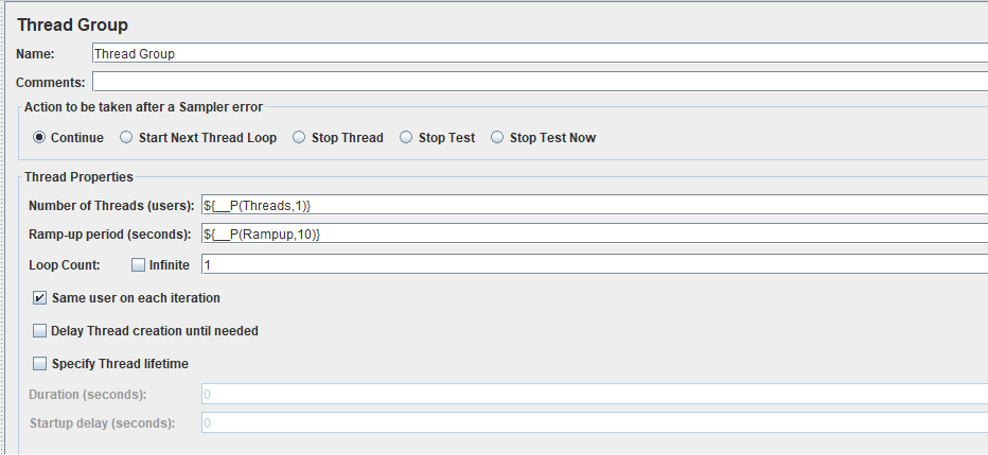 Thread Group
Name: Thread Group
Comments:
Action to be taken after a Sampler error
Continue Start Next Thread Loop Stop Thread Stop Test Stop Test Now
Thread Properties
Number of Threads (users): ${__P(Threads,1)}
Ramp-up period (seconds): ${__P(Rampup,10)}
Loop Count: Infinite 1
Same user on each iteration
Delay Thread creation until needed
Specify Thread lifetime
Duration (seconds): 0
Startup delay (seconds): 0